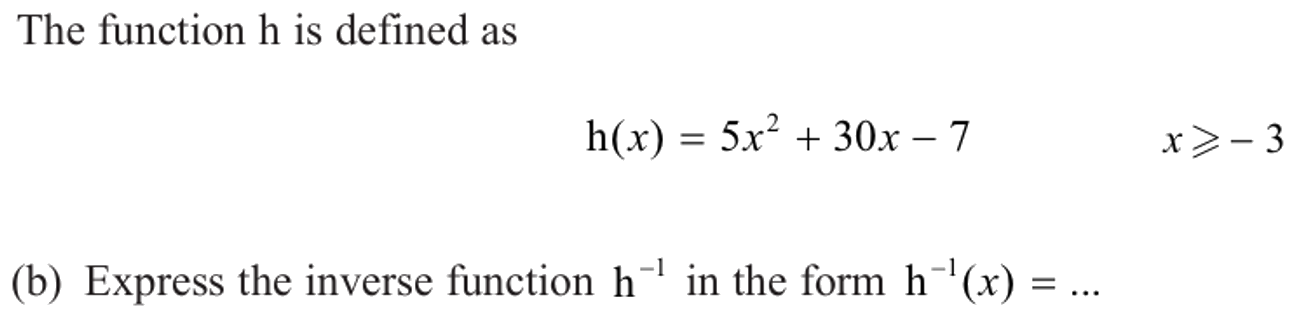 The function h is defined as
h(x) = 5x² + 30x – 7 x ⩾ – 3
(b) Express the inverse function h⁻¹ in the form h⁻¹(x) = ...